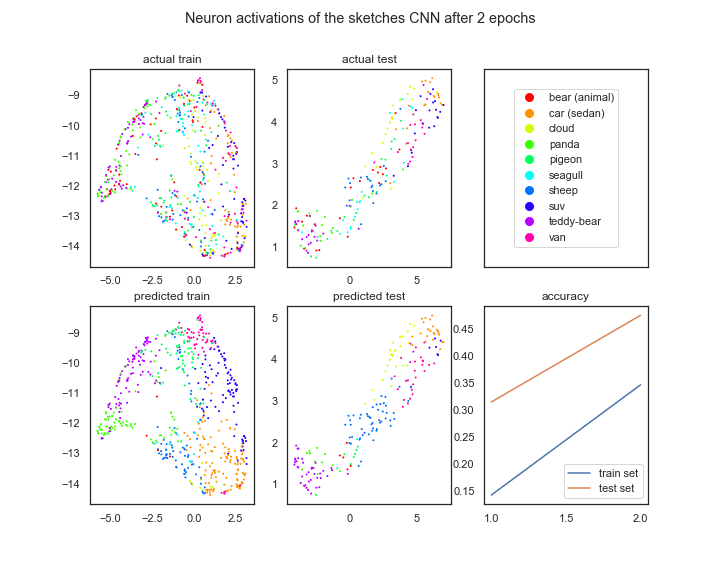 Neuron activations of the sketches CNN after 2 epochs
actual train
−9
−10
−11
−12
−13
−14
−5.0 −2.5 0.0 2.5
actual test
5
4
3
2
1
0 5
bear (animal)
car (sedan)
cloud
panda
pigeon
seagull
sheep
suv
teddy-bear
van
predicted train
−9
−10
−11
−12
−13
−14
−5.0 −2.5 0.0 2.5
predicted test
5
4
3
2
1
0 5
accuracy
0.45
0.40
0.35
0.30
0.25
0.20
0.15
train set
test set
1.0 1.5 2.0